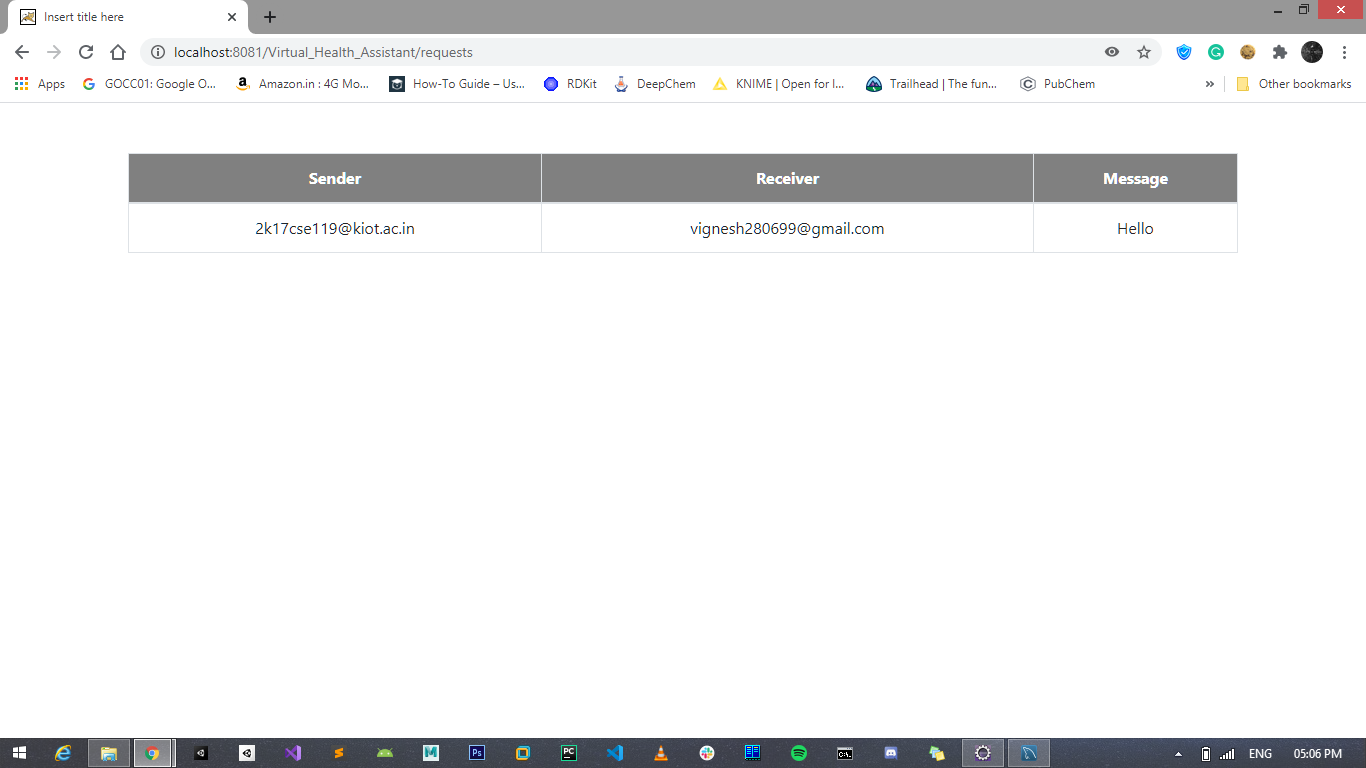 Insert title here
localhost:8081/Virtual_Health_Assistant/requests
Apps GOCC01: Google O... Amazon.in : 4G Mo... How-To Guide – Us... RDKit DeepChem KNIME | Open for I... Trailhead | The fun... PubChem » Other bookmarks
Sender Receiver Message
2k17cse119@kiot.ac.in vignesh280699@gmail.com Hello
ENG 05:06 PM